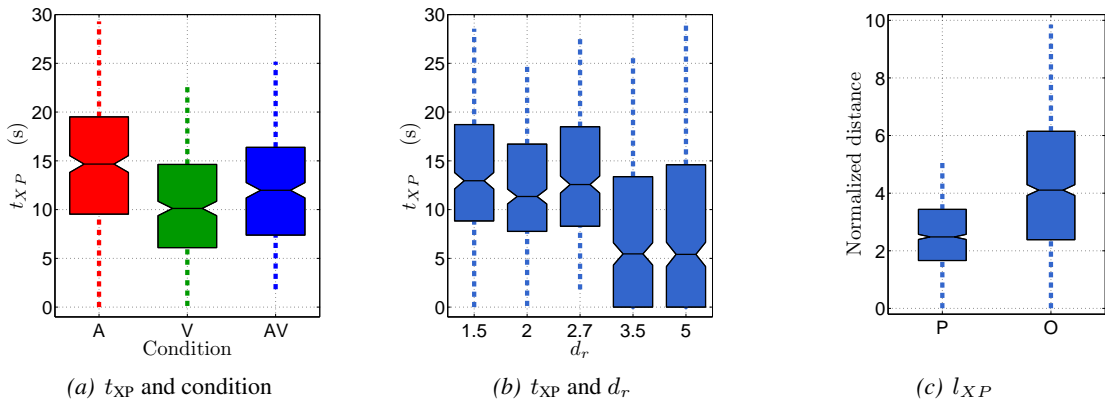 30
25
20
15
10
5
0
t_XP (s)
A V AV
Condition
(a) t_XP and condition
30
25
20
15
10
5
0
t_XP (s)
1.5 2 2.7 3.5 5
d_r
(b) t_XP and d_r
10
8
6
4
2
0
Normalized distance
P O
(c) l_XP